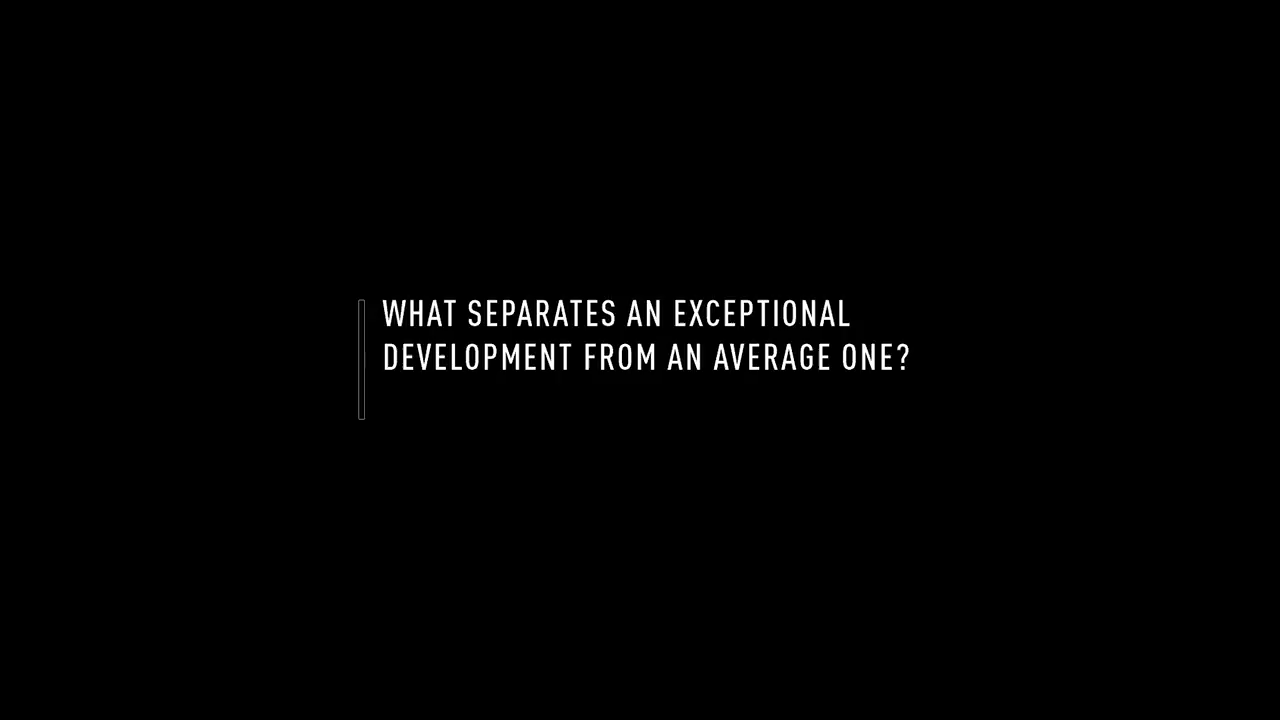 WHAT SEPARATES AN EXCEPTIONAL
DEVELOPMENT FROM AN AVERAGE ONE?